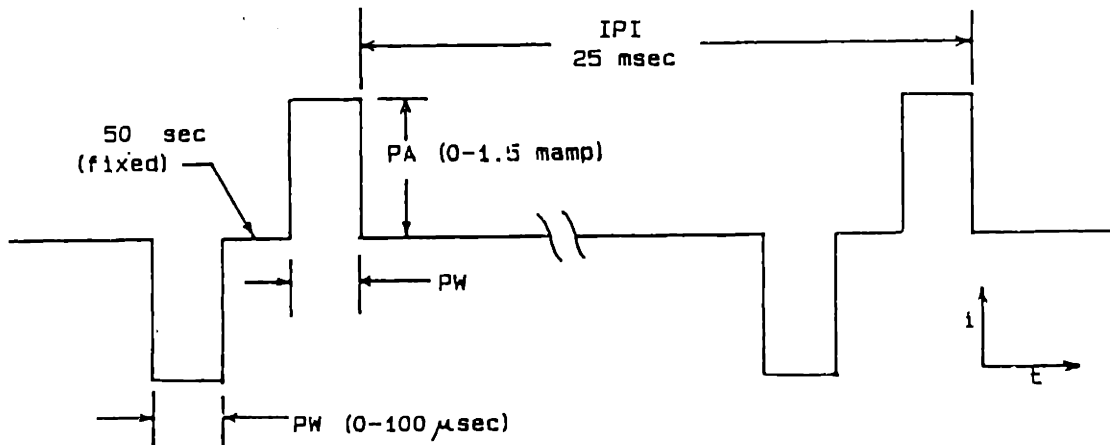 IPI
25 msec
50 sec
(fixed)
PA (0-1.5 mamp)
PW
i
t
PW (0-100 μsec)